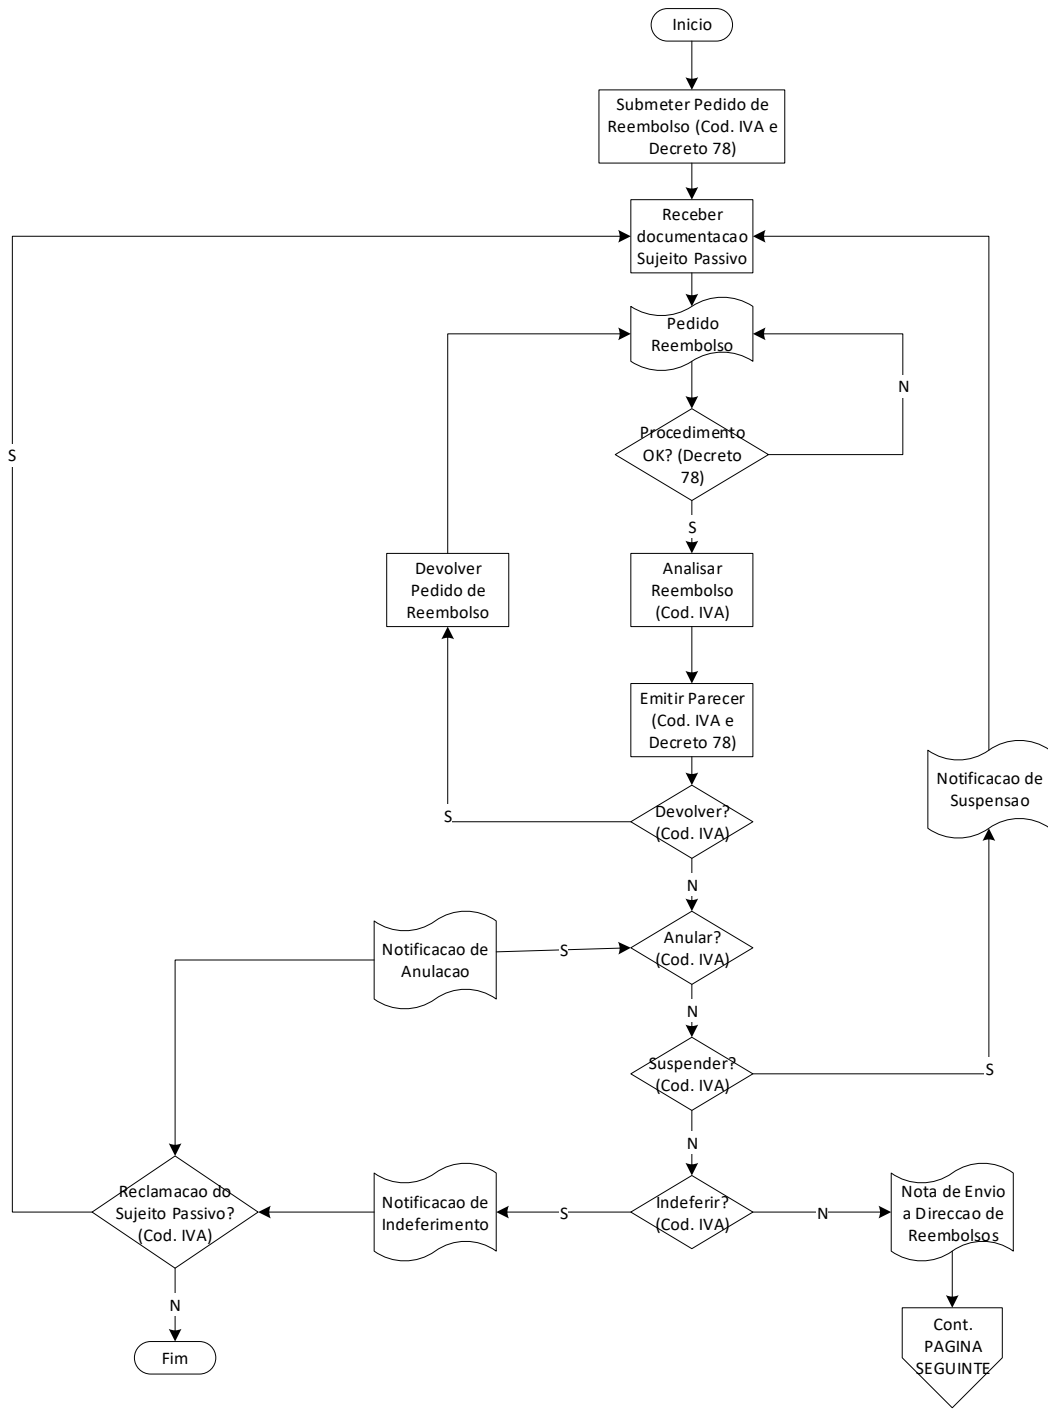 Inicio
Submeter Pedido de
Reembolso (Cod. IVA e
Decreto 78)
Receber
documentacao
Sujeito Passivo
Pedido
Reembolso
N
Procedimento
OK? (Decreto
78)
S
S
Devolver
Pedido de
Reembolso
Analisar
Reembolso
(Cod. IVA)
Emitir Parecer
(Cod. IVA e
Decreto 78)
Notificacao de
Suspensao
Devolver?
(Cod. IVA)
S
N
Notificacao de
Anulacao
S
Anular?
(Cod. IVA)
N
Suspender?
(Cod. IVA)
S
N
Reclamacao do
Sujeito Passivo?
(Cod. IVA)
Notificacao de
Indeferimento
S
Indeferir?
(Cod. IVA)
N
Nota de Envio
a Direccao de
Reembolsos
N
Fim
Cont.
PAGINA
SEGUINTE